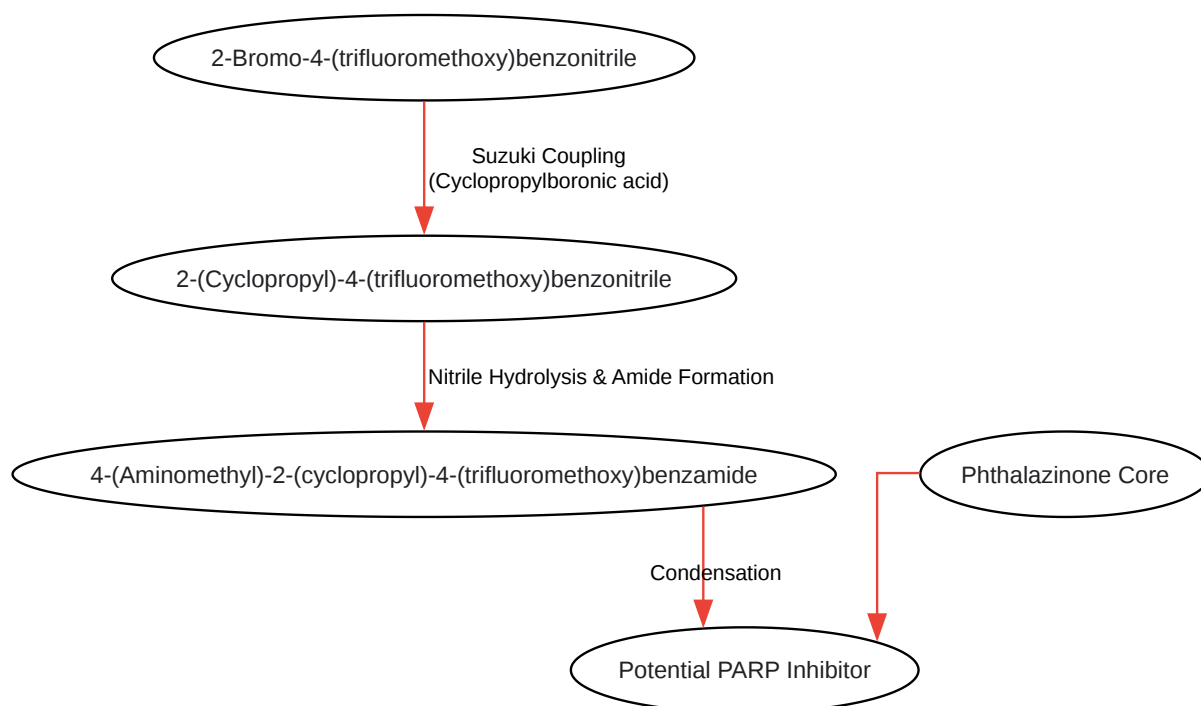 2-Bromo-4-(trifluoromethoxy)benzonitrile
Suzuki Coupling
(Cyclopropylboronic acid)
2-(Cyclopropyl)-4-(trifluoromethoxy)benzonitrile
Nitrile Hydrolysis & Amide Formation
4-(Aminomethyl)-2-(cyclopropyl)-4-(trifluoromethoxy)benzamide
Phthalazinone Core
Condensation
Potential PARP Inhibitor